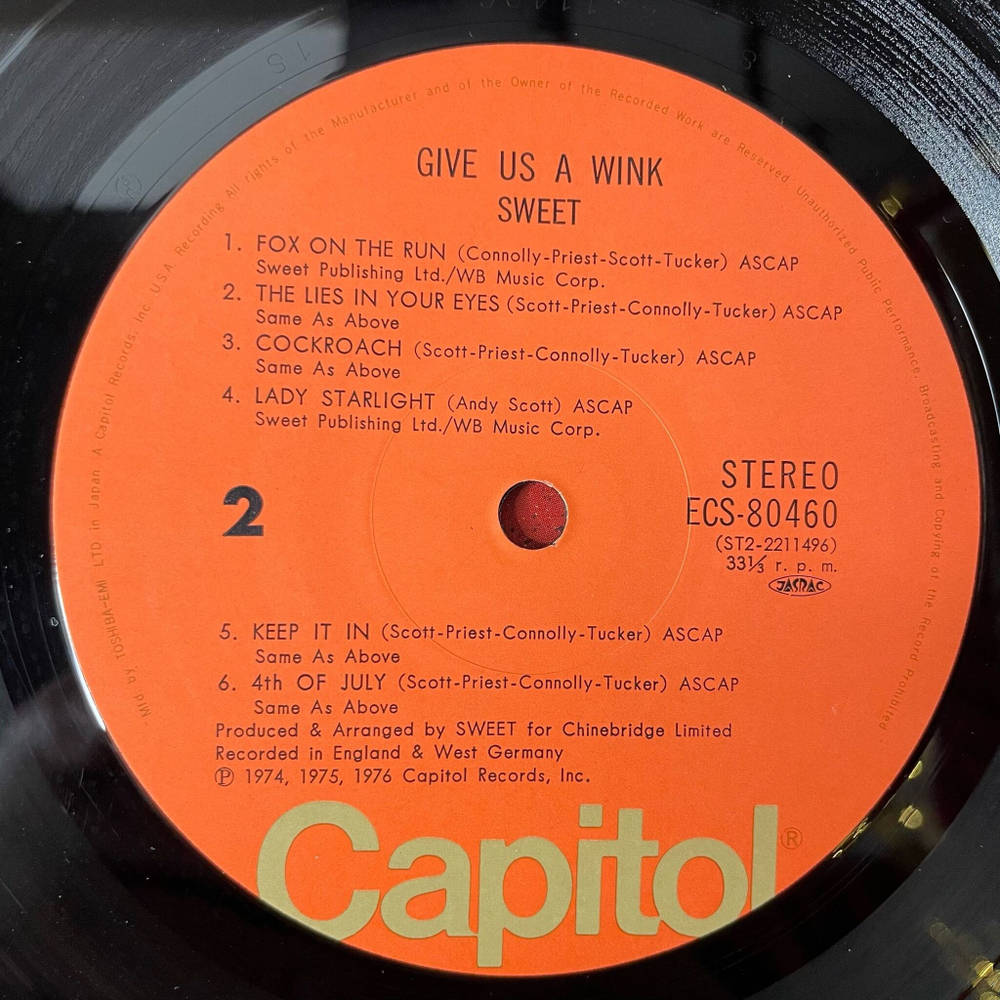 Mfd by TOSHIBA-EMI LTD in Japan A Capitol Records, Inc. U.S.A. Recording All rights of the Manufacturer and of the Owner of the Recorded Work are Reserved Unauthorized Public Performance, Broadcasting and Copying of the Record Prohibited
GIVE US A WINK
SWEET
1. FOX ON THE RUN (Connolly-Priest-Scott-Tucker) ASCAP
Sweet Publishing Ltd./WB Music Corp.
2. THE LIES IN YOUR EYES (Scott-Priest-Connolly-Tucker) ASCAP
Same As Above
3. COCKROACH (Scott-Priest-Connolly-Tucker) ASCAP
Same As Above
4. LADY STARLIGHT (Andy Scott) ASCAP
Sweet Publishing Ltd./WB Music Corp.
2
STEREO
ECS-80460
(ST2-2211496)
33⅓ r. p. m.
JASRAC
5. KEEP IT IN (Scott-Priest-Connolly-Tucker) ASCAP
Same As Above
6. 4th OF JULY (Scott-Priest-Connolly-Tucker) ASCAP
Same As Above
Produced & Arranged by SWEET for Chinebridge Limited
Recorded in England & West Germany
℗ 1974, 1975, 1976 Capitol Records, Inc.
Capitol®